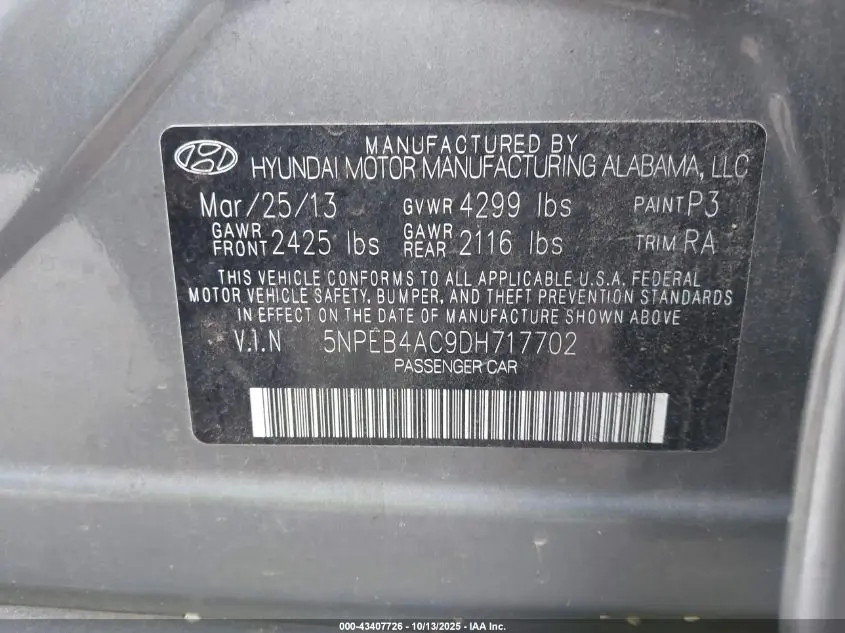 MANUFACTURED BY
HYUNDAI MOTOR MANUFACTURING ALABAMA, LLC
Mar/25/13 GVWR 4299 lbs PAINT P3
GAWR FRONT 2425 lbs GAWR REAR 2116 lbs TRIM RA
THIS VEHICLE CONFORMS TO ALL APPLICABLE U.S.A. FEDERAL
MOTOR VEHICLE SAFETY, BUMPER, AND THEFT PREVENTION STANDARDS
IN EFFECT ON THE DATE OF MANUFACTURE SHOWN ABOVE
V.I.N 5NPEB4AC9DH717702
PASSENGER CAR
000-43407726 - 10/13/2025 - IAA Inc.